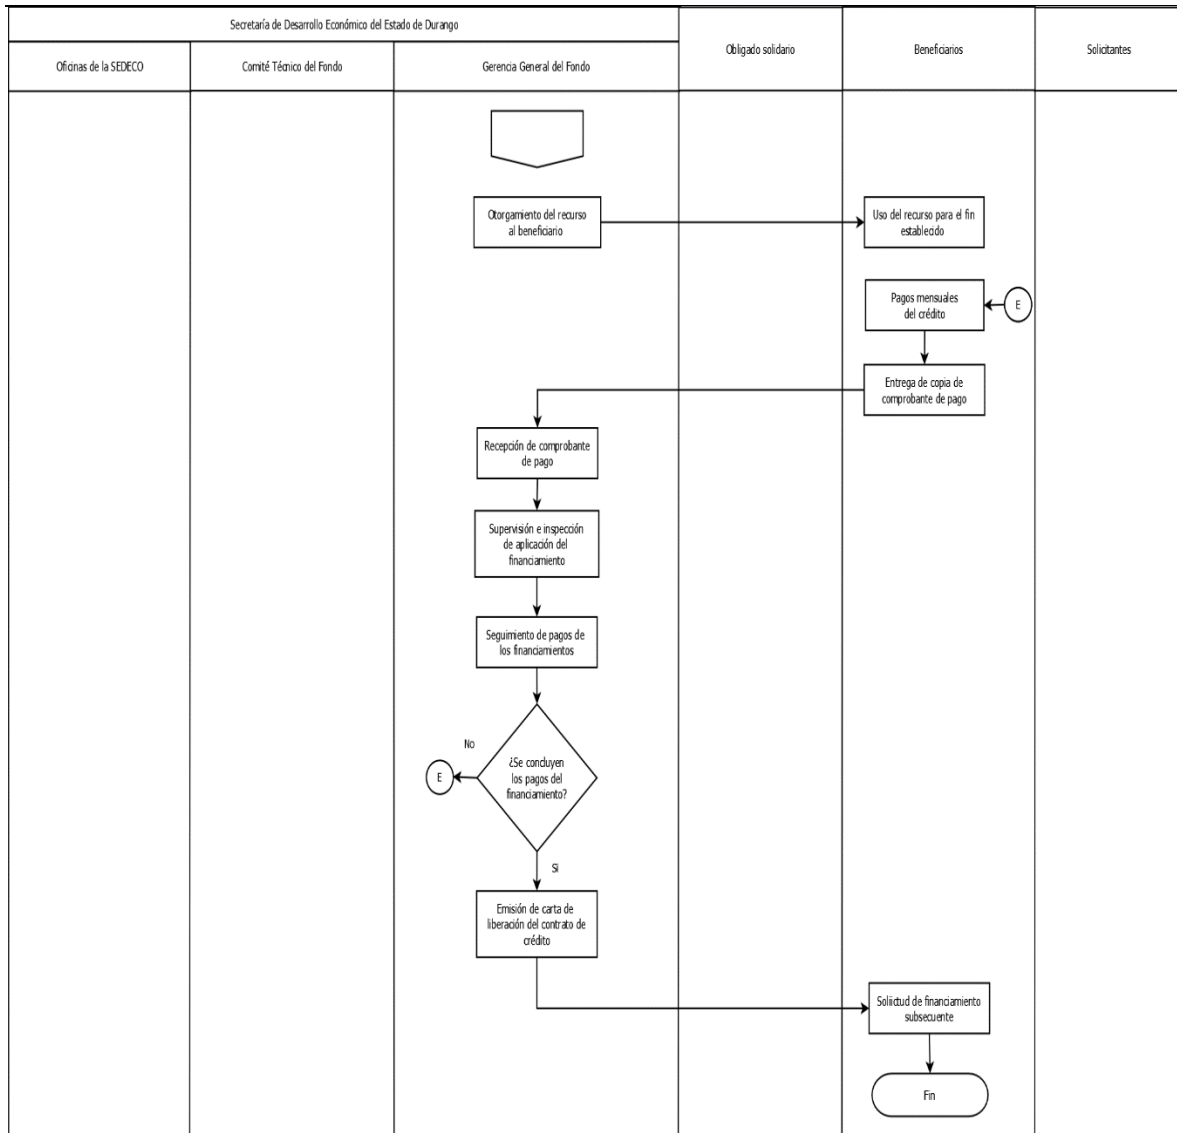 Secretaría de Desarrollo Económico del Estado de Durango
Oficinas de la SEDECO
Comité Técnico del Fondo
Gerencia General del Fondo
Obligado solidario
Beneficiarios
Solicitantes
Otorgamiento del recurso
al beneficiario
Uso del recurso para el fin
establecido
Pagos mensuales
del crédito
E
Entrega de copia de
comprobante de pago
Recepción de comprobante
de pago
Supervisión e inspección
de aplicación del
financiamiento
Seguimiento de pagos de
los financiamientos
No
E
¿Se concluyen
los pagos del
financiamiento?
Si
Emisión de carta de
liberación del contrato de
crédito
Soliictud de financiamiento
subsecuente
Fin